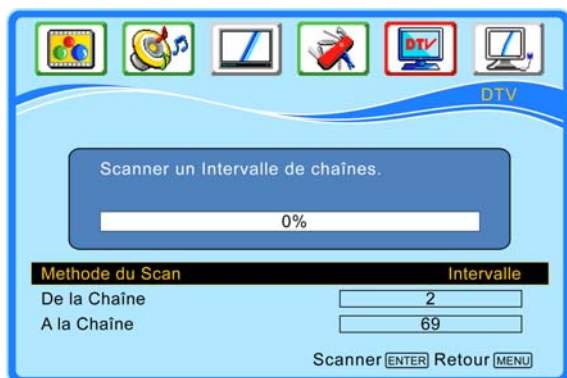 DTV
DTV
Scanner un Intervalle de chaînes.
0%
Methode du Scan Intervalle
De la Chaîne 2
A la Chaîne 69
Scanner ENTER Retour MENU